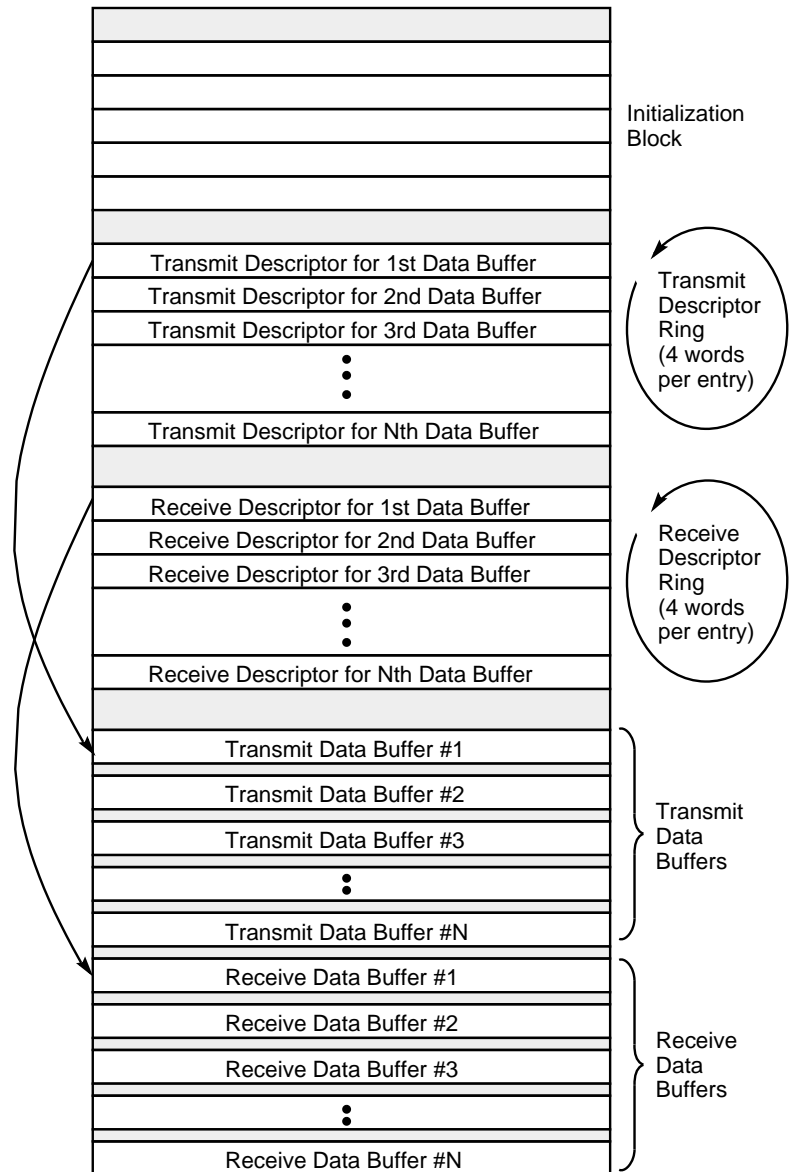 Initialization
Block
Transmit Descriptor for 1st Data Buffer
Transmit Descriptor for 2nd Data Buffer
Transmit Descriptor for 3rd Data Buffer
Transmit Descriptor for Nth Data Buffer
Transmit
Descriptor
Ring
(4 words
per entry)
Receive Descriptor for 1st Data Buffer
Receive Descriptor for 2nd Data Buffer
Receive Descriptor for 3rd Data Buffer
Receive Descriptor for Nth Data Buffer
Receive
Descriptor
Ring
(4 words
per entry)
Transmit Data Buffer #1
Transmit Data Buffer #2
Transmit Data Buffer #3
Transmit Data Buffer #N
Transmit
Data
Buffers
Receive Data Buffer #1
Receive Data Buffer #2
Receive Data Buffer #3
Receive Data Buffer #N
Receive
Data
Buffers